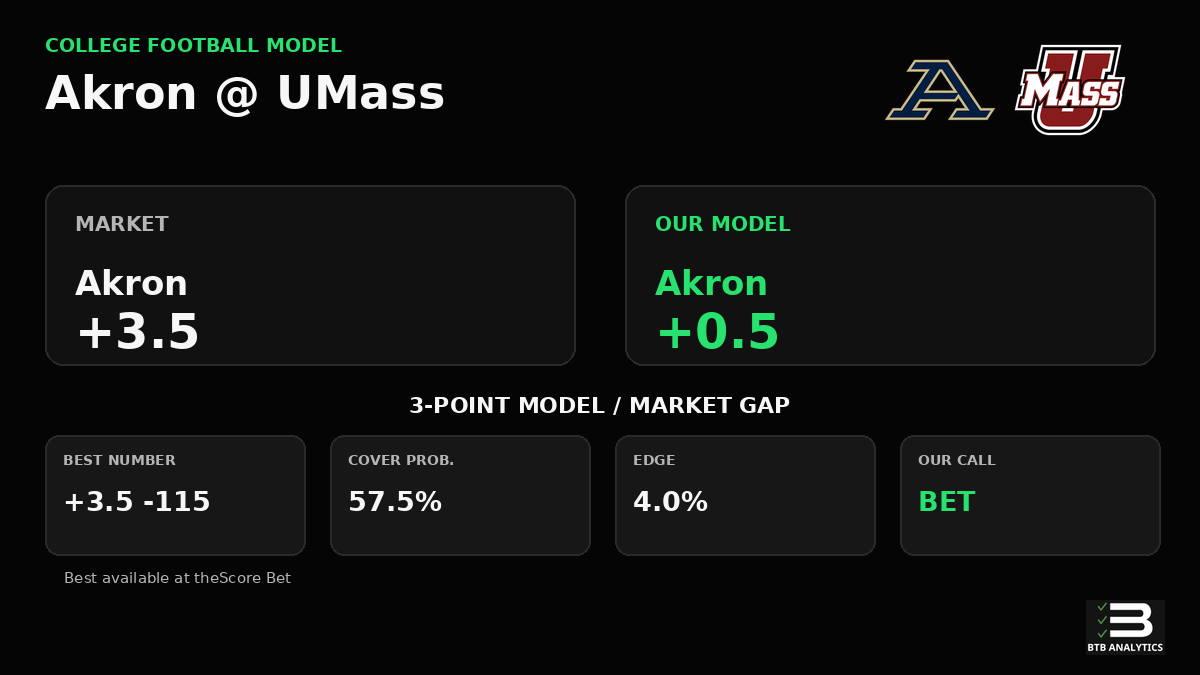 COLLEGE FOOTBALL MODEL
Akron @ UMass
A
U
MASS
MARKET
Akron
+3.5
OUR MODEL
Akron
+0.5
3-POINT MODEL / MARKET GAP
BEST NUMBER
+3.5 -115
COVER PROB.
57.5%
EDGE
4.0%
OUR CALL
BET
Best available at theScore Bet
B
BTB ANALYTICS